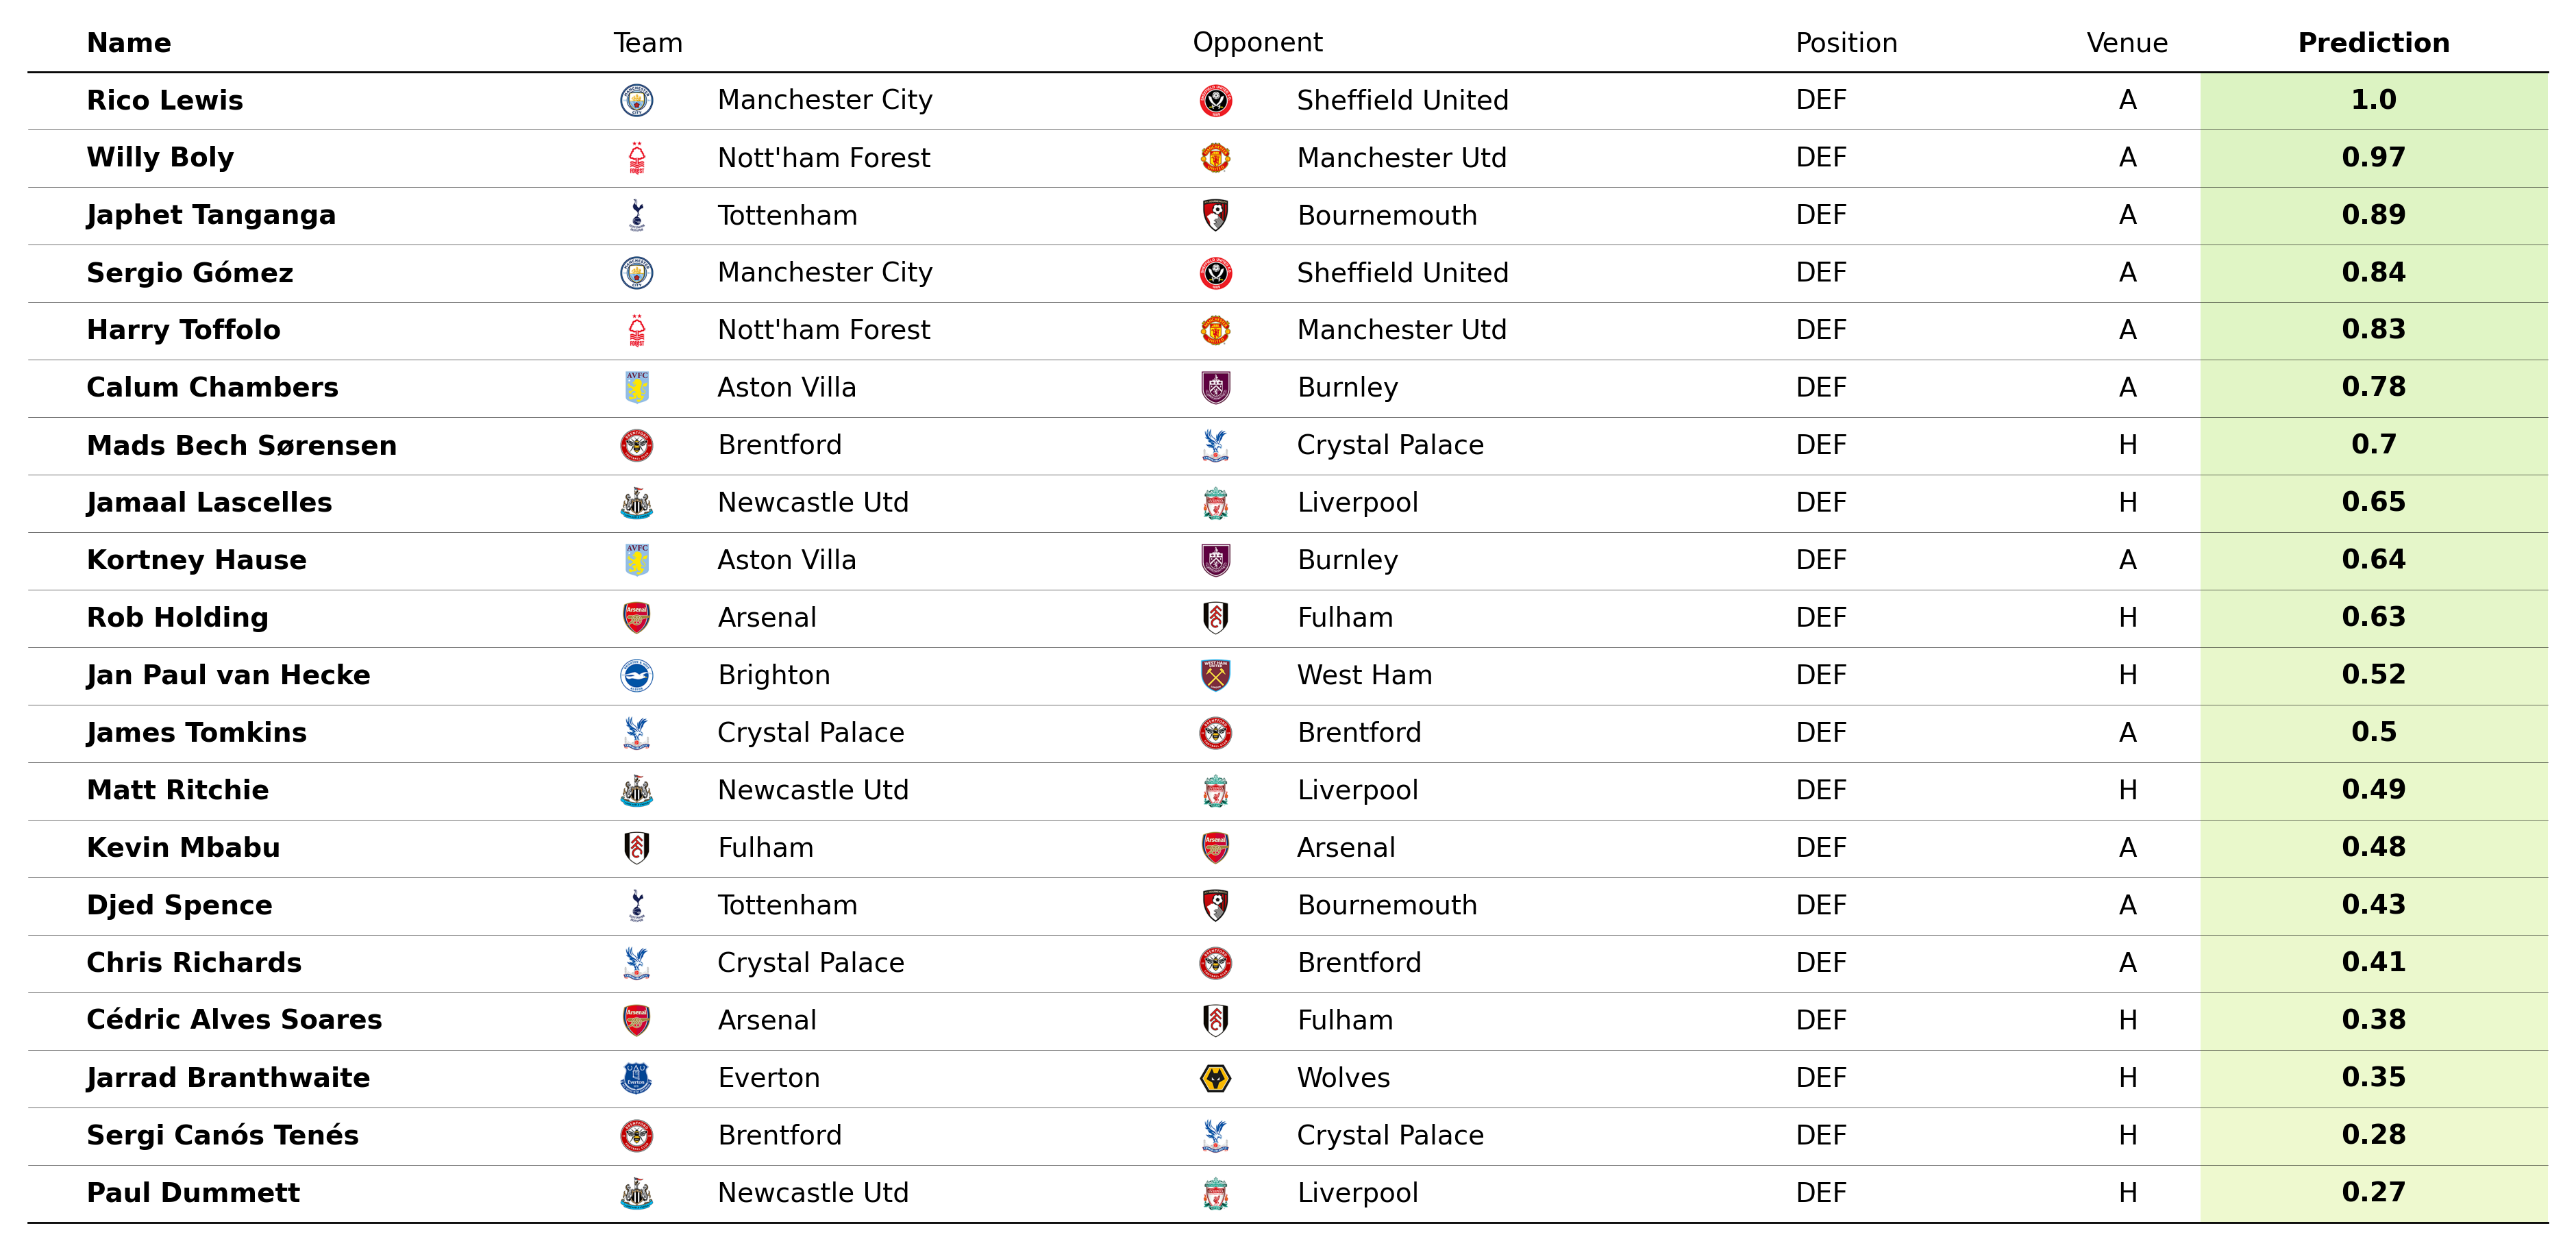 Name Team Opponent Position Venue Prediction
Rico Lewis Manchester City Sheffield United DEF A 1.0
Willy Boly Nott'ham Forest Manchester Utd DEF A 0.97
Japhet Tanganga Tottenham Bournemouth DEF A 0.89
Sergio Gómez Manchester City Sheffield United DEF A 0.84
Harry Toffolo Nott'ham Forest Manchester Utd DEF A 0.83
Calum Chambers Aston Villa Burnley DEF A 0.78
Mads Bech Sørensen Brentford Crystal Palace DEF H 0.7
Jamaal Lascelles Newcastle Utd Liverpool DEF H 0.65
Kortney Hause Aston Villa Burnley DEF A 0.64
Rob Holding Arsenal Fulham DEF H 0.63
Jan Paul van Hecke Brighton West Ham DEF H 0.52
James Tomkins Crystal Palace Brentford DEF A 0.5
Matt Ritchie Newcastle Utd Liverpool DEF H 0.49
Kevin Mbabu Fulham Arsenal DEF A 0.48
Djed Spence Tottenham Bournemouth DEF A 0.43
Chris Richards Crystal Palace Brentford DEF A 0.41
Cédric Alves Soares Arsenal Fulham DEF H 0.38
Jarrad Branthwaite Everton Wolves DEF H 0.35
Sergi Canós Tenés Brentford Crystal Palace DEF H 0.28
Paul Dummett Newcastle Utd Liverpool DEF H 0.27